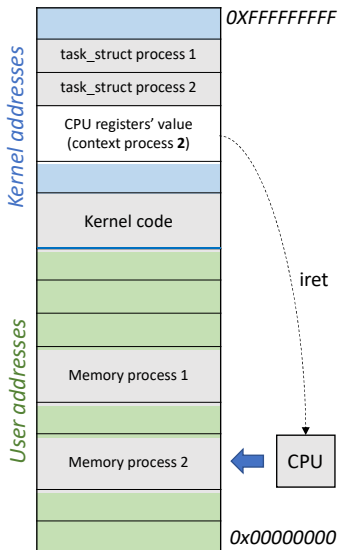 0XFFFFFFFFF
Kernel addresses
task_struct process 1
task_struct process 2
CPU registers’ value
(context process 2)
Kernel code
iret
User addresses
Memory process 1
Memory process 2
CPU
0x00000000